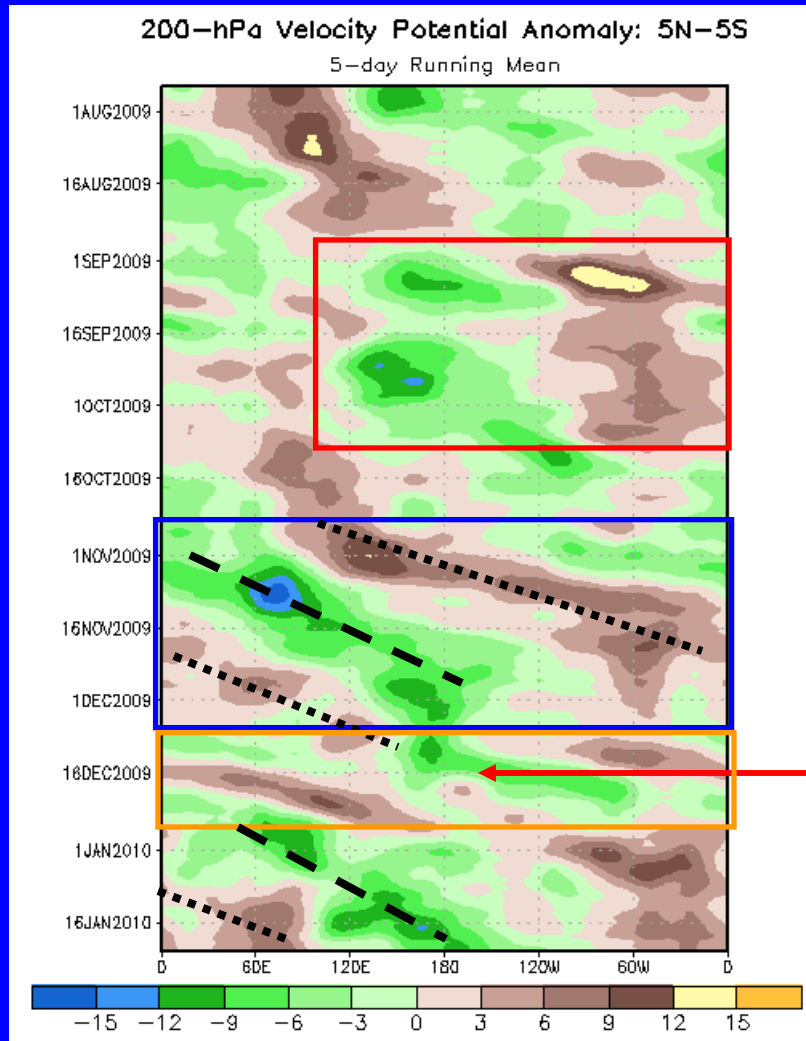 200-hPa Velocity Potential Anomaly: 5N-5S
5-day Running Mean
1AUG2009
16AUG2009
1SEP2009
16SEP2009
1OCT2009
16OCT2009
1NOV2009
16NOV2009
1DEC2009
16DEC2009
1JAN2010
16JAN2010
0 60E 120E 180 120W 60W 0
-15 -12 -9 -6 -3 0 3 6 9 12 15